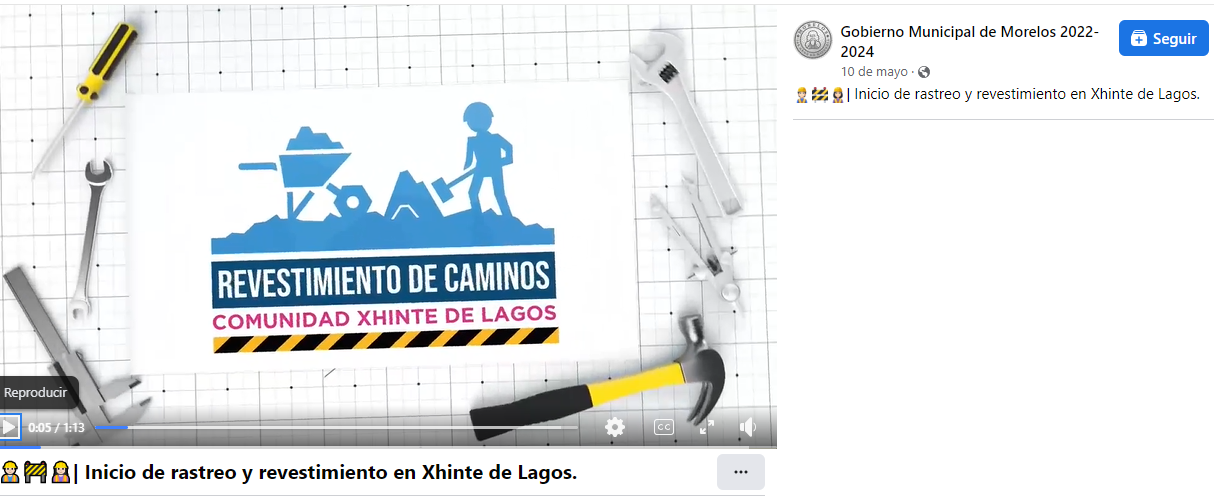 REVESTIMIENTO DE CAMINOS
COMUNIDAD XHINTE DE LAGOS
Reproducir
0:05 / 1:13
CC
👷🚧👷‍♀️| Inicio de rastreo y revestimiento en Xhinte de Lagos.
...
Gobierno Municipal de Morelos 2022-
2024
Seguir
10 de mayo ·
👷🚧👷‍♀️| Inicio de rastreo y revestimiento en Xhinte de Lagos.